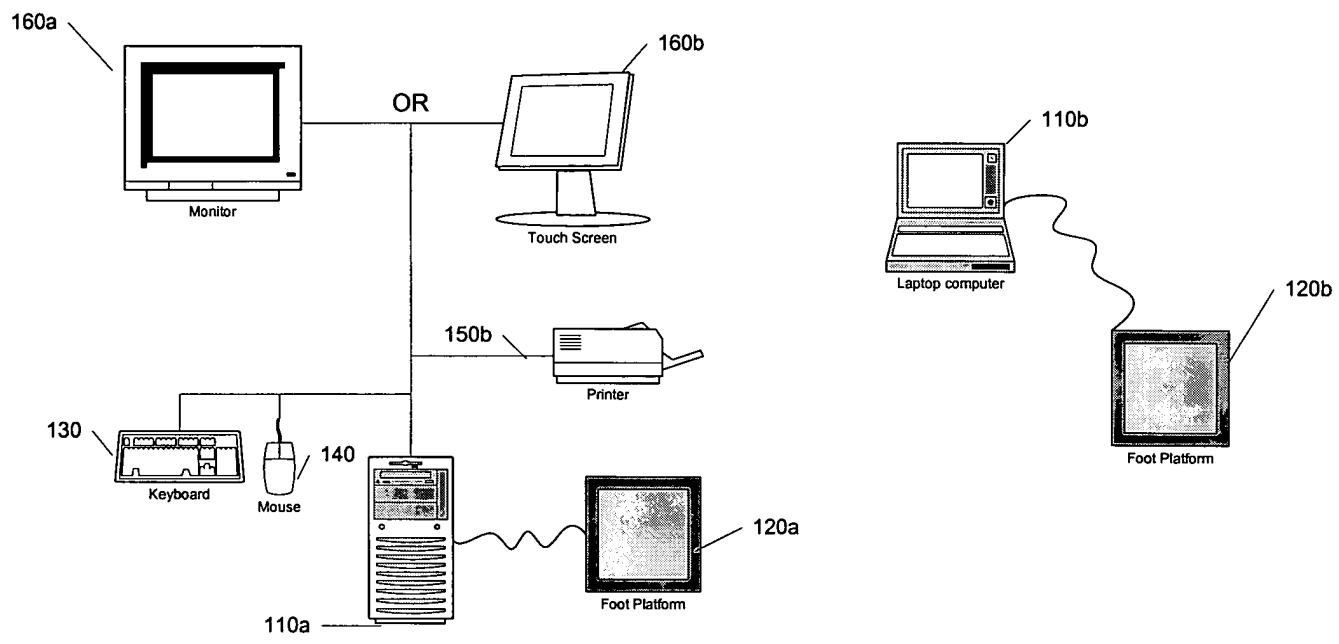 160a
160b
OR
110b
Monitor
Touch Screen
Laptop computer
120b
150b
Printer
130
140
Keyboard
Mouse
Foot Platform
120a
Foot Platform
110a